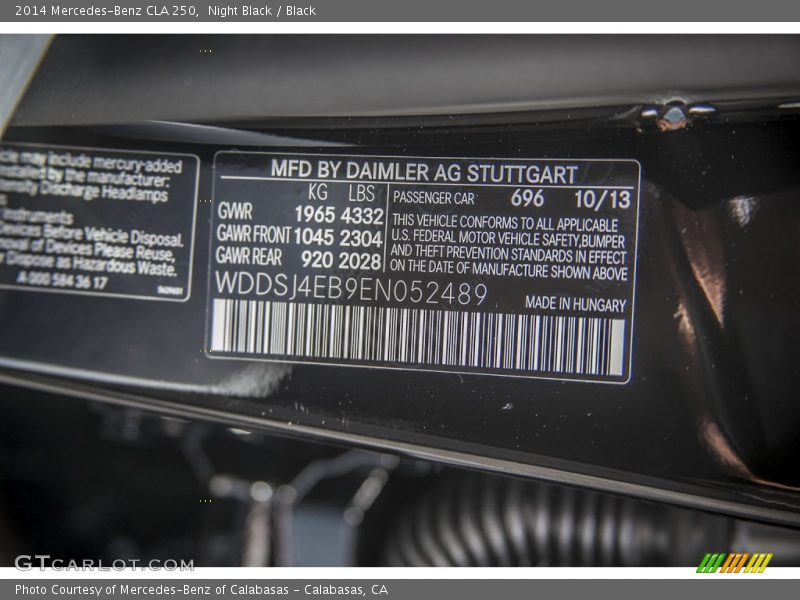 2014 Mercedes-Benz CLA 250,  Night Black / Black
may include mercury-added
installed by the manufacturer:
Discharge Headlamps
Instruments
Devices Before Vehicle Disposal.
of Devices Please Reuse,
Dispose as Hazardous Waste.
A 000 584 36 17
MFD BY DAIMLER AG STUTTGART
KG LBS
GWR 1965 4332
GAWR FRONT 1045 2304
GAWR REAR 920 2028
PASSENGER CAR 696 10/13
THIS VEHICLE CONFORMS TO ALL APPLICABLE
U.S. FEDERAL MOTOR VEHICLE SAFETY,BUMPER
AND THEFT PREVENTION STANDARDS IN EFFECT
ON THE DATE OF MANUFACTURE SHOWN ABOVE
WDDSJ4EB9EN052489
MADE IN HUNGARY
GTCARLOT.COM
Photo Courtesy of Mercedes-Benz of Calabasas - Calabasas, CA